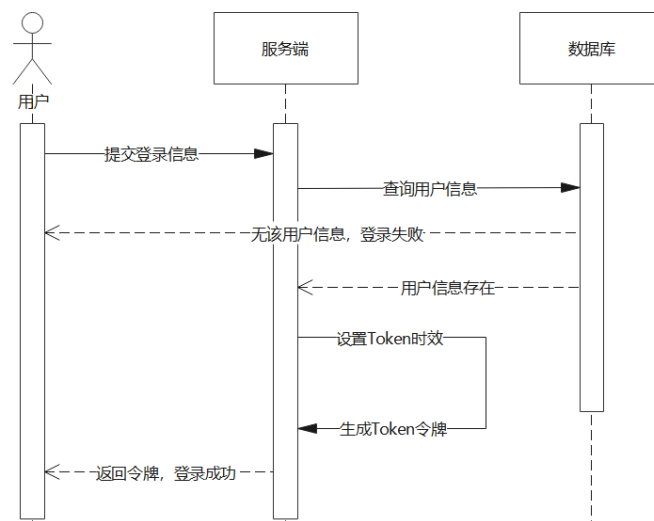 服务端
数据库
用户
提交登录信息
查询用户信息
无该用户信息，登录失败
用户信息存在
设置Token时效
生成Token令牌
返回令牌，登录成功